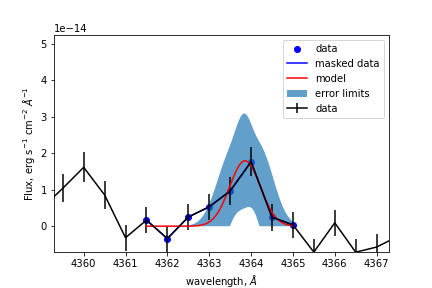 1e−14
data
masked data
model
error limits
data
5
4
3
2
1
0
Flux, erg s⁻¹ cm⁻² Å⁻¹
4360 4361 4362 4363 4364 4365 4366 4367
wavelength, Å